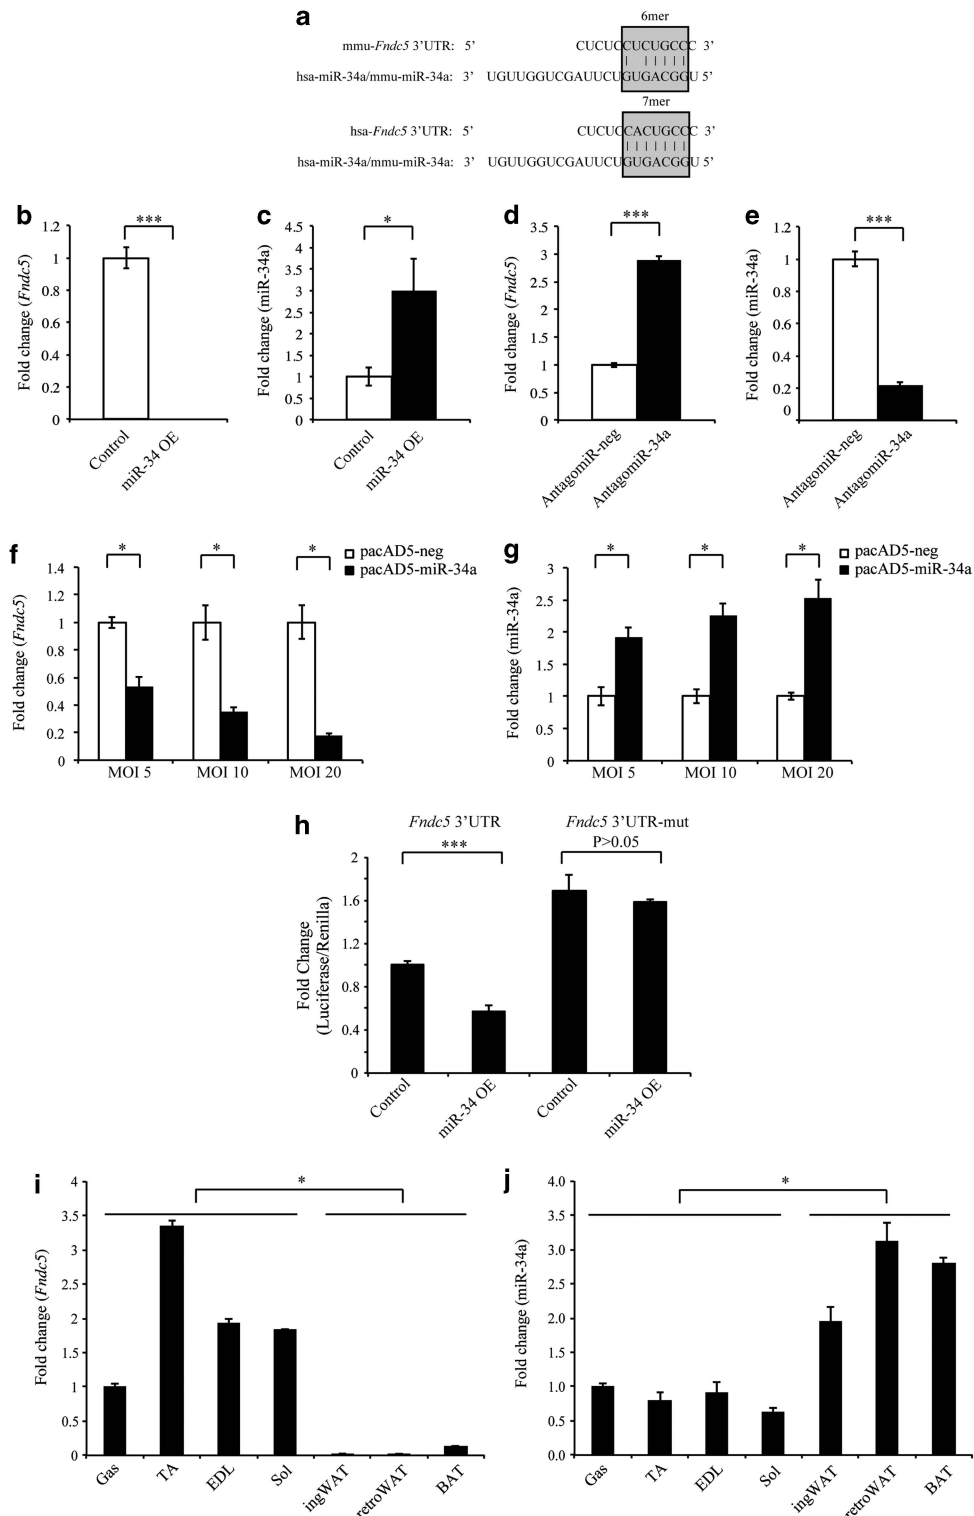 a
6mer
mmu-Fndc5 3'UTR: 5' CUCUCCUCUGCCC 3'
hsa-miR-34a/mmu-miR-34a: 3' UGUUGGUCGAUUCUGUGACGGU 5'
7mer
hsa-Fndc5 3'UTR: 5' CUCUCCACUGCCC 3'
hsa-miR-34a/mmu-miR-34a: 3' UGUUGGUCGAUUCUGUGACGGU 5'
b
***
Fold change (Fndc5)
1.2
1
0.8
0.6
0.4
0.2
0
Control
miR-34 OE
c
*
Fold change (miR-34a)
4.5
4
3.5
3
2.5
2
1.5
1
0.5
0
Control
miR-34 OE
d
***
Fold change (Fndc5)
3.5
3
2.5
2
1.5
1
0.5
0
AntagomiR-neg
AntagomiR-34a
e
***
Fold change (miR-34a)
1.2
1
0.8
0.6
0.4
0.2
0
AntagomiR-neg
AntagomiR-34a
f
* * *
pacAD5-neg
pacAD5-miR-34a
Fold change (Fndc5)
1.4
1.2
1
0.8
0.6
0.4
0.2
0
MOI 5 MOI 10 MOI 20
g
* * *
pacAD5-neg
pacAD5-miR-34a
Fold change (miR-34a)
3
2.5
2
1.5
1
0.5
0
MOI 5 MOI 10 MOI 20
h
Fndc5 3'UTR Fndc5 3'UTR-mut
*** P>0.05
Fold Change
(Luciferase/Renilla)
2
1.6
1.2
0.8
0.4
0
Control
miR-34 OE
Control
miR-34 OE
i
*
Fold change (Fndc5)
4
3.5
3
2
1.5
1
0.5
0
Gas
TA
EDL
Sol
ingWAT
retroWAT
BAT
j
*
Fold change (miR-34a)
4.0
3.5
3.0
2.5
2.0
1.5
1.0
0.5
0.0
Gas
TA
EDL
Sol
ingWAT
retroWAT
BAT